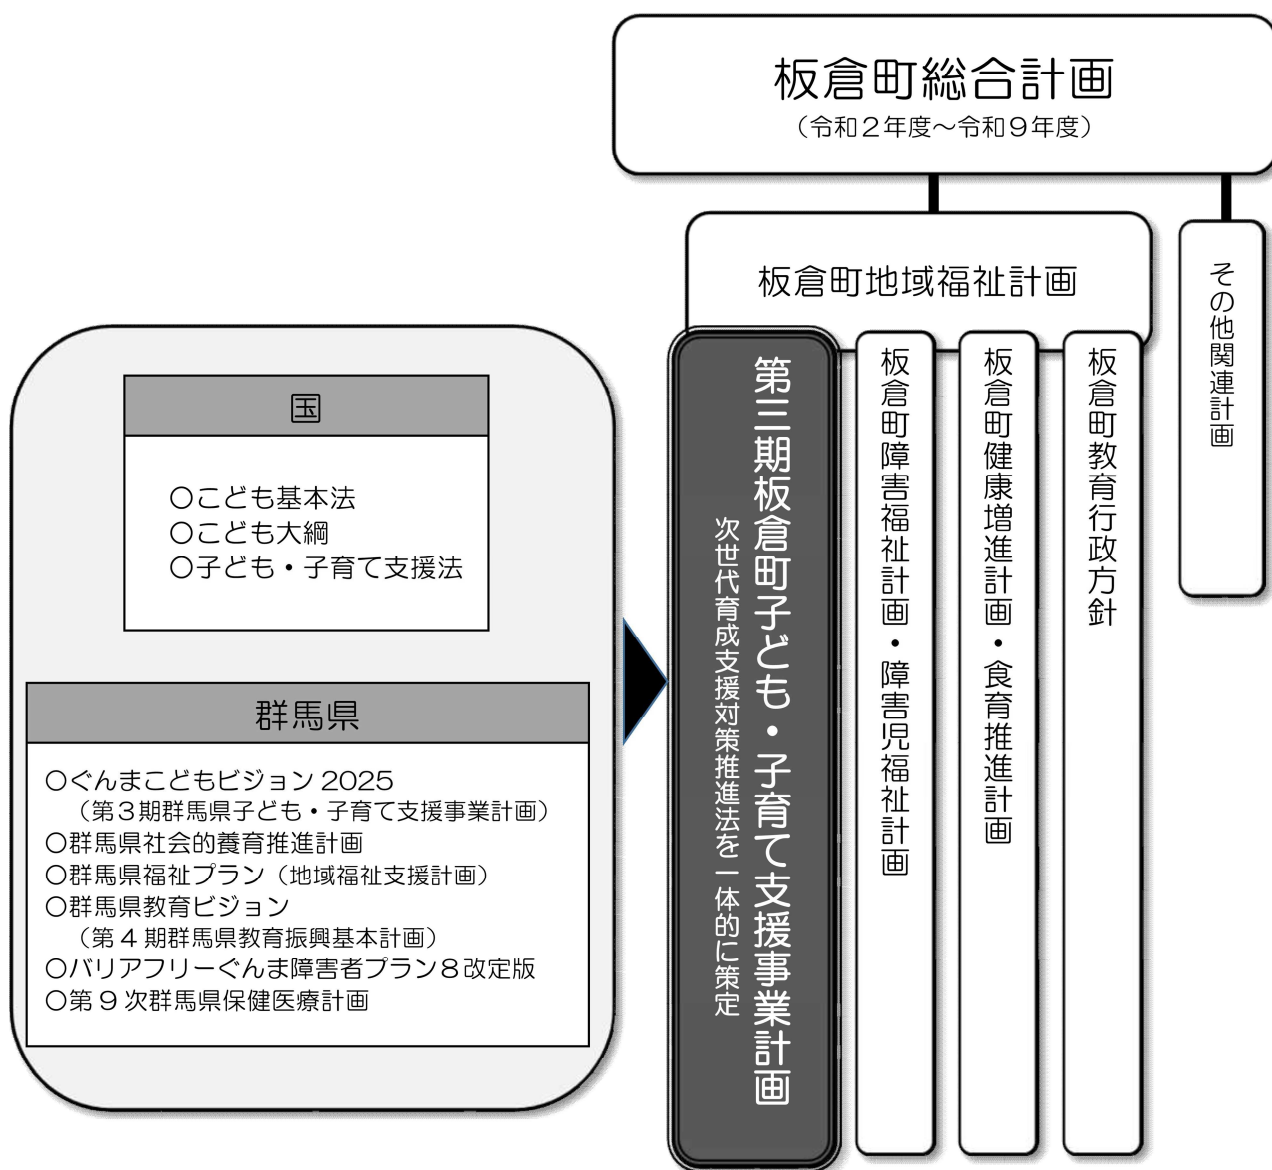 板倉町総合計画
(令和2年度~令和9年度)
板倉町地域福祉計画
その他関連計画
第三期板倉町子ども・子育て支援事業計画
次世代育成支援対策推進法を一体的に策定
板倉町障害福祉計画・障害児福祉計画
板倉町健康増進計画・食育推進計画
板倉町教育行政方針
国
○こども基本法
○こども大綱
○子ども・子育て支援法
群馬県
○ぐんまこどもビジョン2025
(第3期群馬県子ども・子育て支援事業計画)
○群馬県社会的養育推進計画
○群馬県福祉プラン(地域福祉支援計画)
○群馬県教育ビジョン
(第4期群馬県教育振興基本計画)
○バリアフリーぐんま障害者プラン8改定版
○第9次群馬県保健医療計画